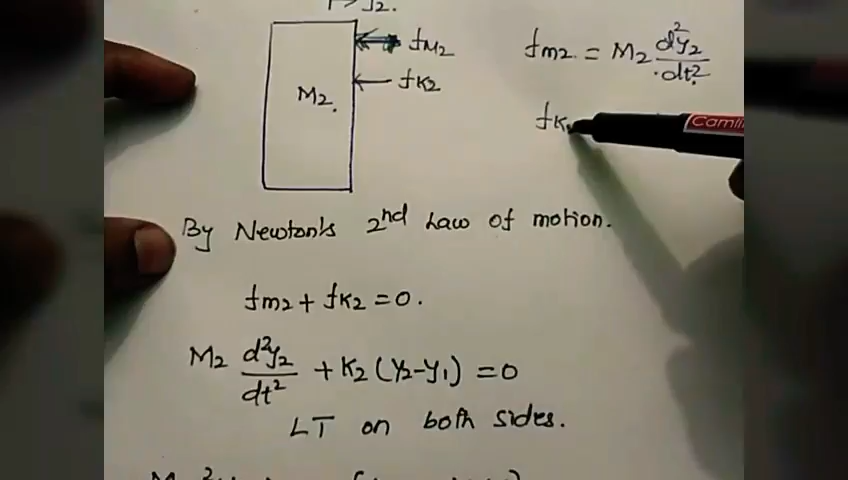 → y2.
fM2
fK2
M2.
fm2 = M2 d²y2/dt²
fK
Camlin
By Newton's 2nd Law of motion.
fm2 + fK2 = 0.
M2 d²y2/dt² + K2 (y2-y1) = 0
LT on both sides.